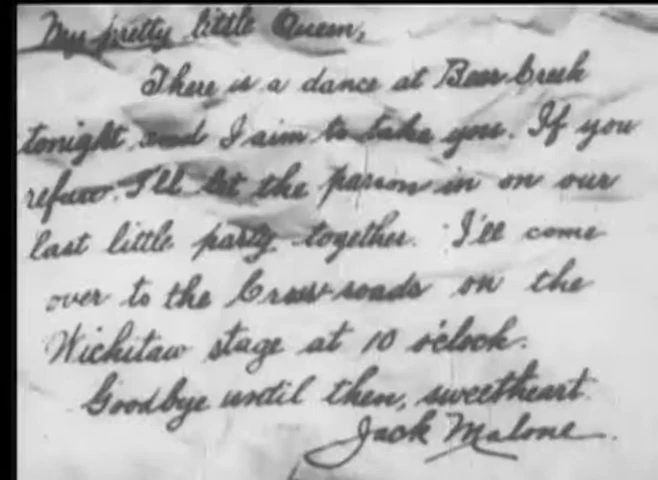 My pretty little Queen,
There is a dance at Bear Creek
tonight and I aim to take you. If you
refuse I'll let the parson in on our
last little party together. I'll come
over to the Cross-roads on the
Wichitaw stage at 10 o'clock.
Goodbye until then, sweetheart.
Jack Malone.